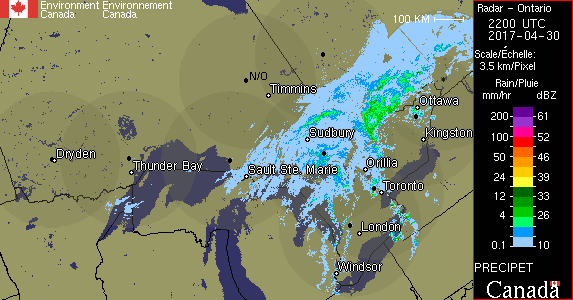 Environment Environnement
Canada Canada
100 KM
N/O
Timmins
Ottawa
Sudbury
Kingston
Dryden
Thunder Bay
Sault Ste. Marie
Orillia
Toronto
London
Windsor
Radar - Ontario
2200 UTC
2017-04-30
Scale/Échelle:
3.5 km/Pixel
Rain/Pluie
mm/hr dBZ
200 61
100 52
50 46
24 39
12 33
4 26
0.1 10
PRECIPET
Canada